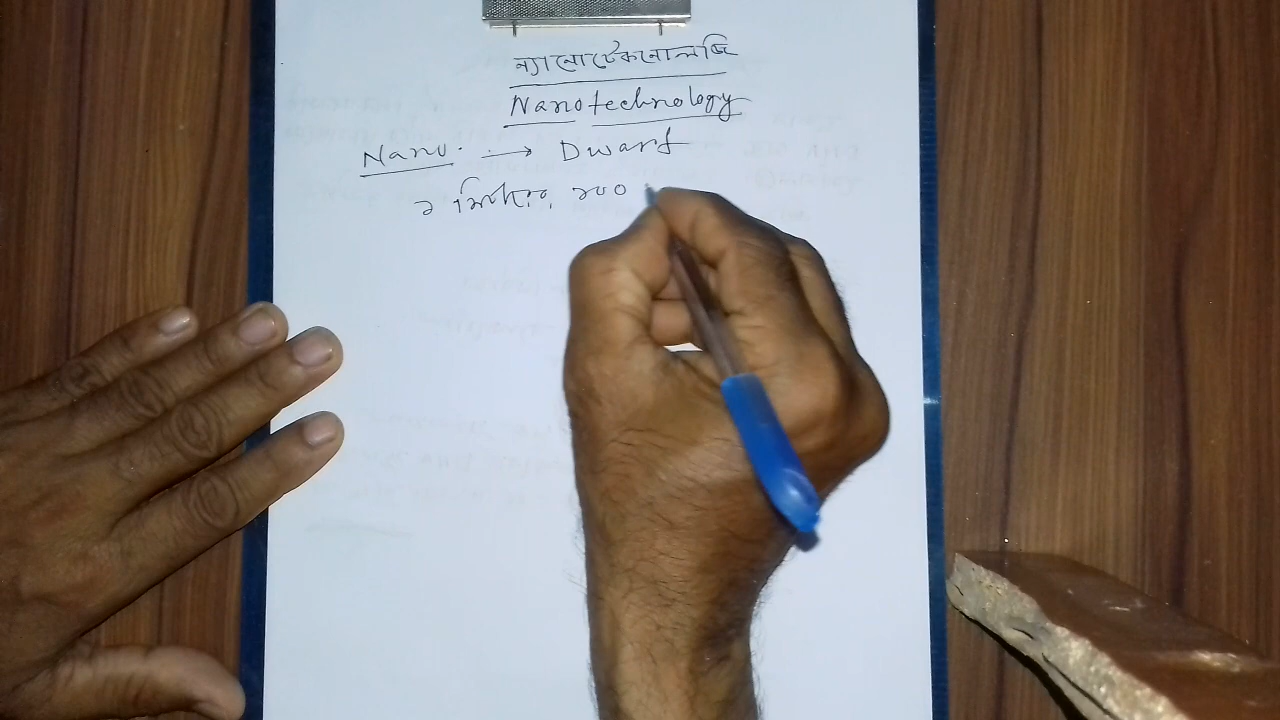 ন্যানোটেকনোলজি
Nanotechnology
Nano → Dwarf
১ মিটার, ১০০